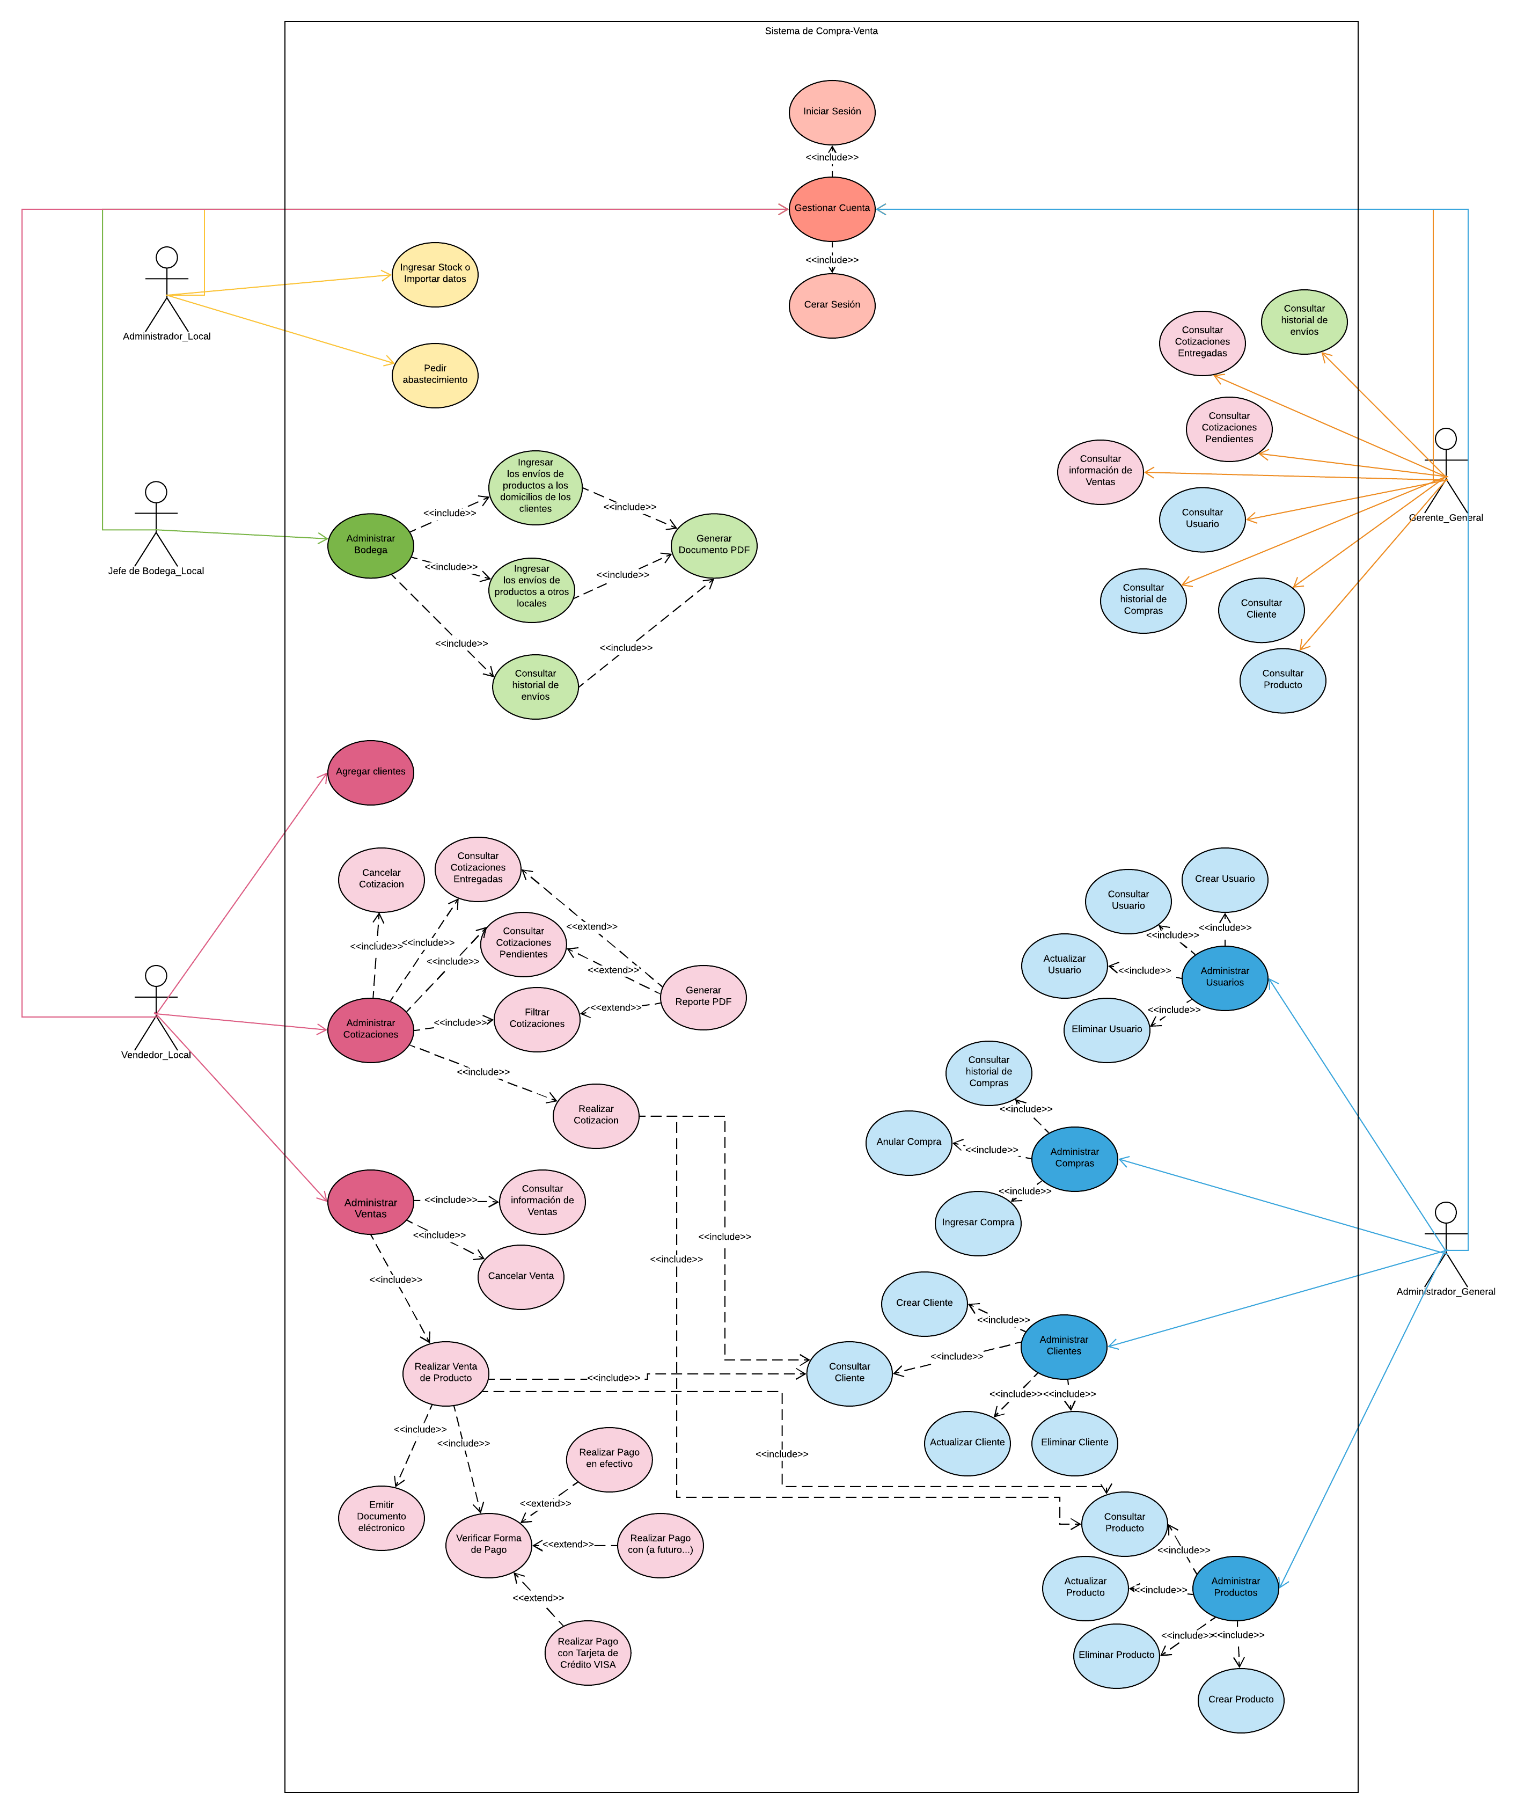 Sistema de Compra-Venta
Iniciar Sesión
<<include>>
Gestionar Cuenta
<<include>>
Cerar Sesión
Ingresar Stock o
Importar datos
Administrador_Local
Pedir
abastecimiento
Consultar
historial de
envíos
Consultar
Cotizaciones
Entregadas
Consultar
Cotizaciones
Pendientes
Consultar
información de
Ventas
Consultar
Usuario
Gerente_General
Consultar
historial de
Compras
Consultar
Cliente
Consultar
Producto
Ingresar
los envíos de
productos a los
domicilios de los
clientes
<<include>>
<<include>>
Administrar
Bodega
Generar
Documento PDF
Jefe de Bodega_Local
<<include>>
<<include>>
Ingresar
los envíos de
productos a otros
locales
<<include>>
<<include>>
Consultar
historial de
envíos
Agregar clientes
Cancelar
Cotizacion
Consultar
Cotizaciones
Entregadas
<<extend>>
<<include>>
<<include>>
Consultar
Cotizaciones
Pendientes
<<include>>
<<extend>>
Generar
Reporte PDF
<<extend>>
Filtrar
Cotizaciones
<<include>>
Administrar
Cotizaciones
Vendedor_Local
<<include>>
Realizar
Cotizacion
Crear Usuario
Consultar
Usuario
<<include>>
<<include>>
Actualizar
Usuario
<<include>>
Administrar
Usuarios
<<include>>
Eliminar Usuario
Consultar
historial de
Compras
<<include>>
Anular Compra
<<include>>
Administrar
Compras
<<include>>
Ingresar Compra
Administrar
Ventas
<<include>>
Consultar
información de
Ventas
<<include>>
Cancelar Venta
<<include>>
<<include>>
<<include>>
Administrador_General
Crear Cliente
<<include>>
Administrar
Clientes
<<include>>
Consultar
Cliente
Realizar Venta
de Producto
<<include>>
<<include>>
<<include>>
Actualizar Cliente
Eliminar Cliente
<<include>>
<<include>>
<<include>>
Realizar Pago
en efectivo
Emitir
Documento
eléctronico
<<extend>>
Verificar Forma
de Pago
<<extend>>
Realizar Pago
con (a futuro...)
<<extend>>
Realizar Pago
con Tarjeta de
Crédito VISA
Consultar
Producto
<<include>>
Actualizar
Producto
<<include>>
Administrar
Productos
<<include>>
<<include>>
Eliminar Producto
Crear Producto